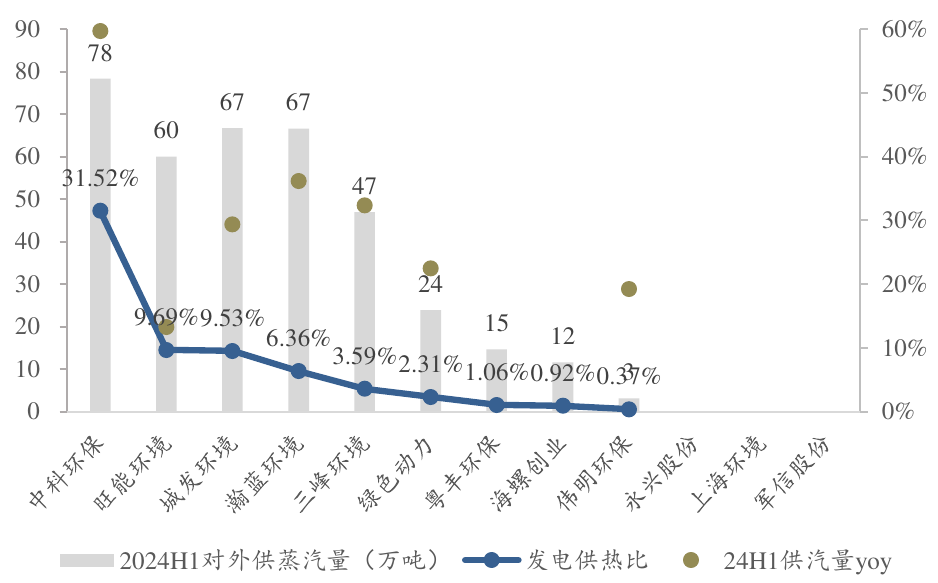 90
80
70
60
50
40
30
20
10
0
60%
50%
40%
30%
20%
10%
0%
78
60
67
67
47
24
15
12
3
31.52%
9.69%
9.53%
6.36%
3.59%
2.31%
1.06%
0.92%
0.37%
中科环保
旺能环境
城发环境
瀚蓝环境
三峰环境
绿色动力
粤丰环保
海螺创业
伟明环保
永兴股份
上海环境
军信股份
2024H1对外供蒸汽量（万吨）
发电供热比
24H1供汽量yoy